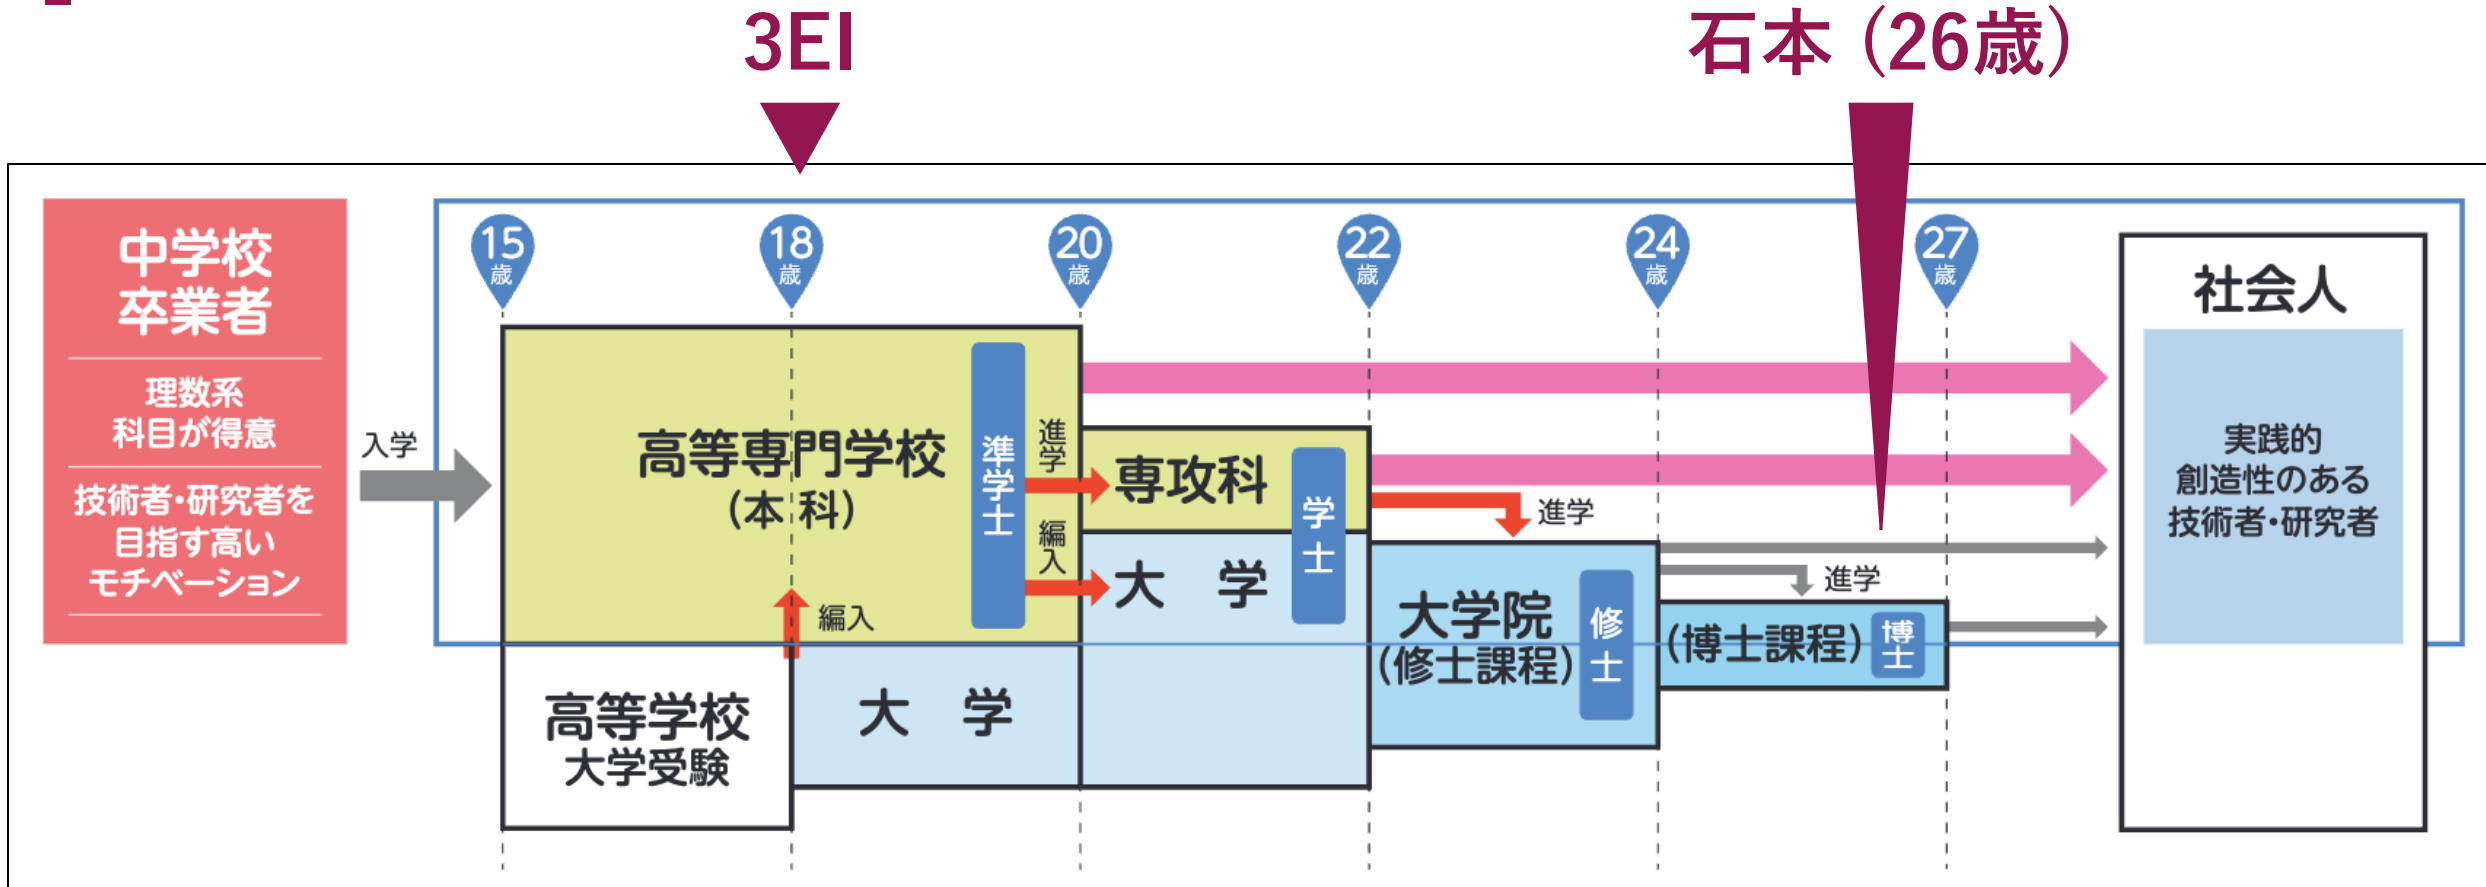 3EI
石本（26歳）
中学校
卒業者
理数系
科目が得意
技術者・研究者を
目指す高い
モチベーション
入学
15
歳
18
歳
20
歳
22
歳
24
歳
27
歳
高等専門学校
（本 科）
準学士
進学
編入
編入
専攻科
大 学
学士
進学
高等学校
大学受験
大 学
大学院
（修士課程）
修士
進学
（博士課程）
博士
社会人
実践的
創造性のある
技術者・研究者